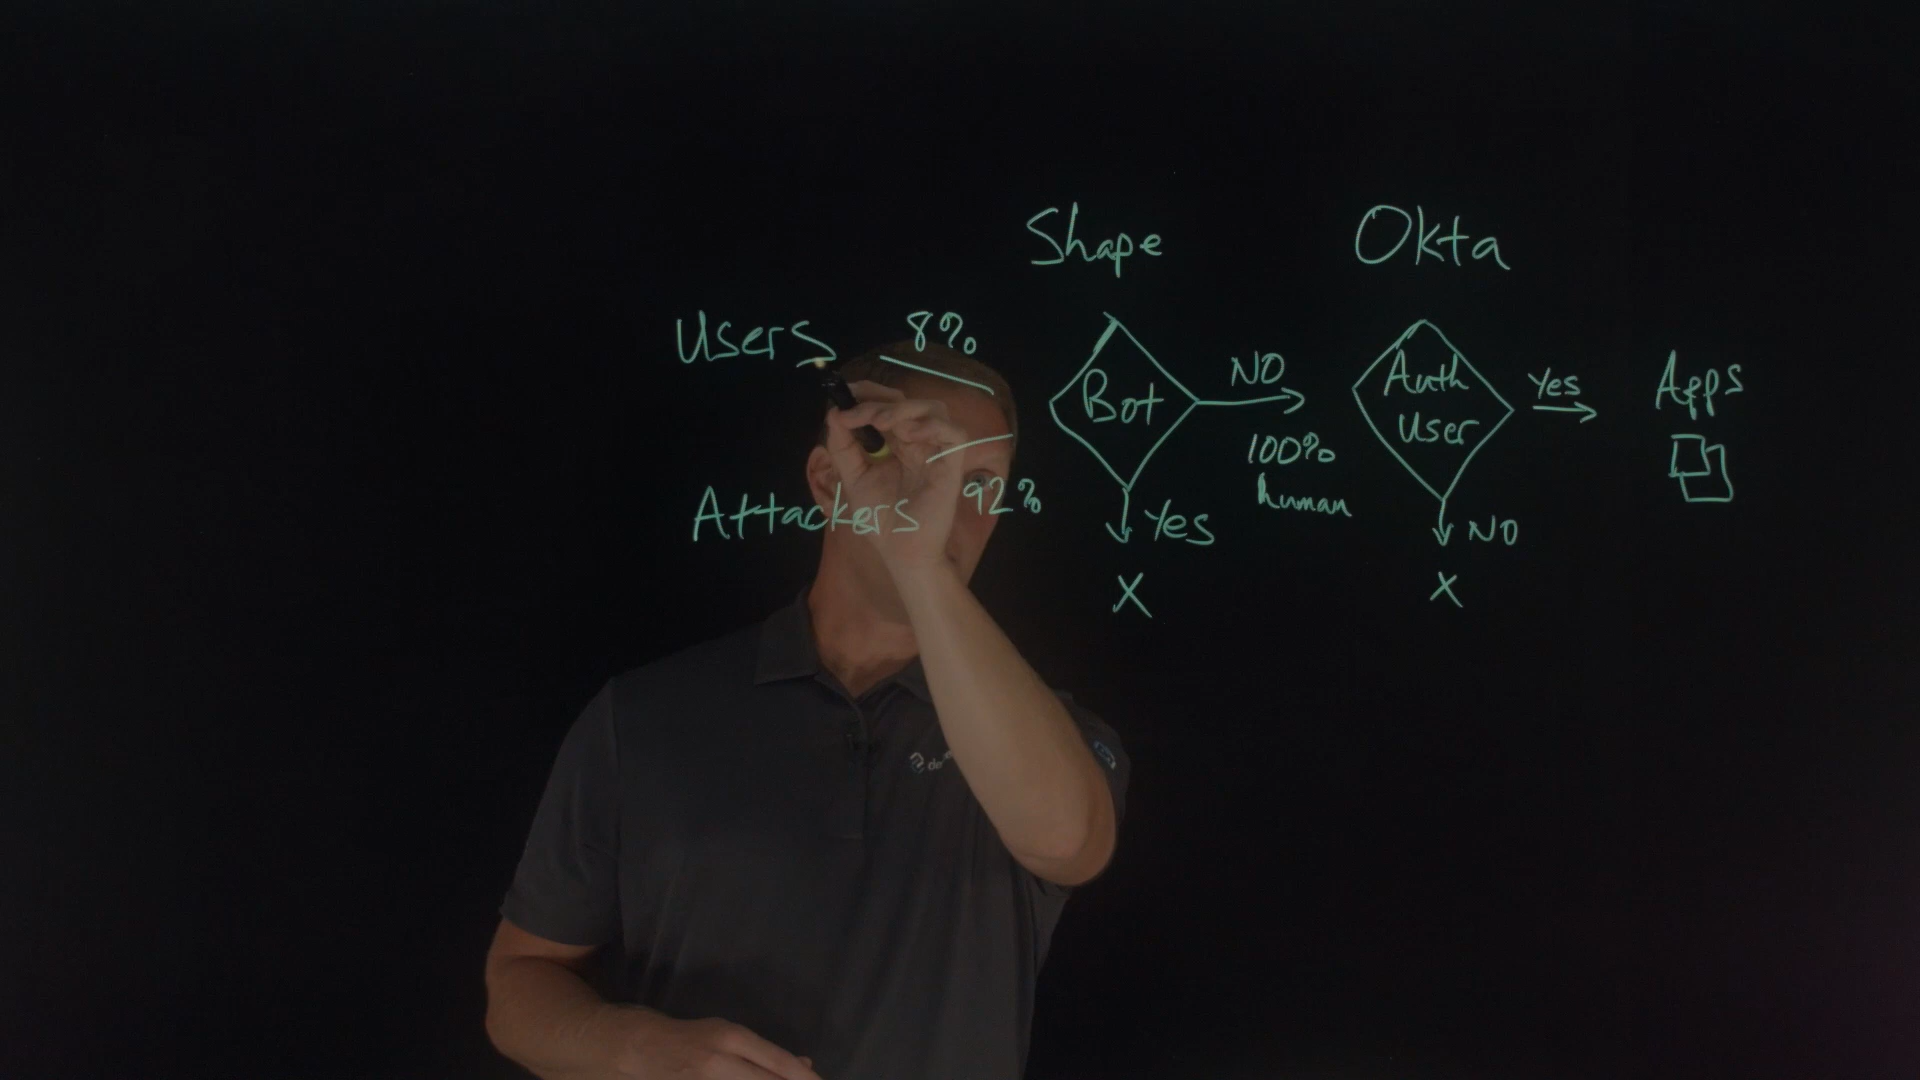 Shape
Okta
Users
8%
Bot
NO
100%
human
Auth
User
Yes
Apps
Attackers
92%
Yes
X
NO
X